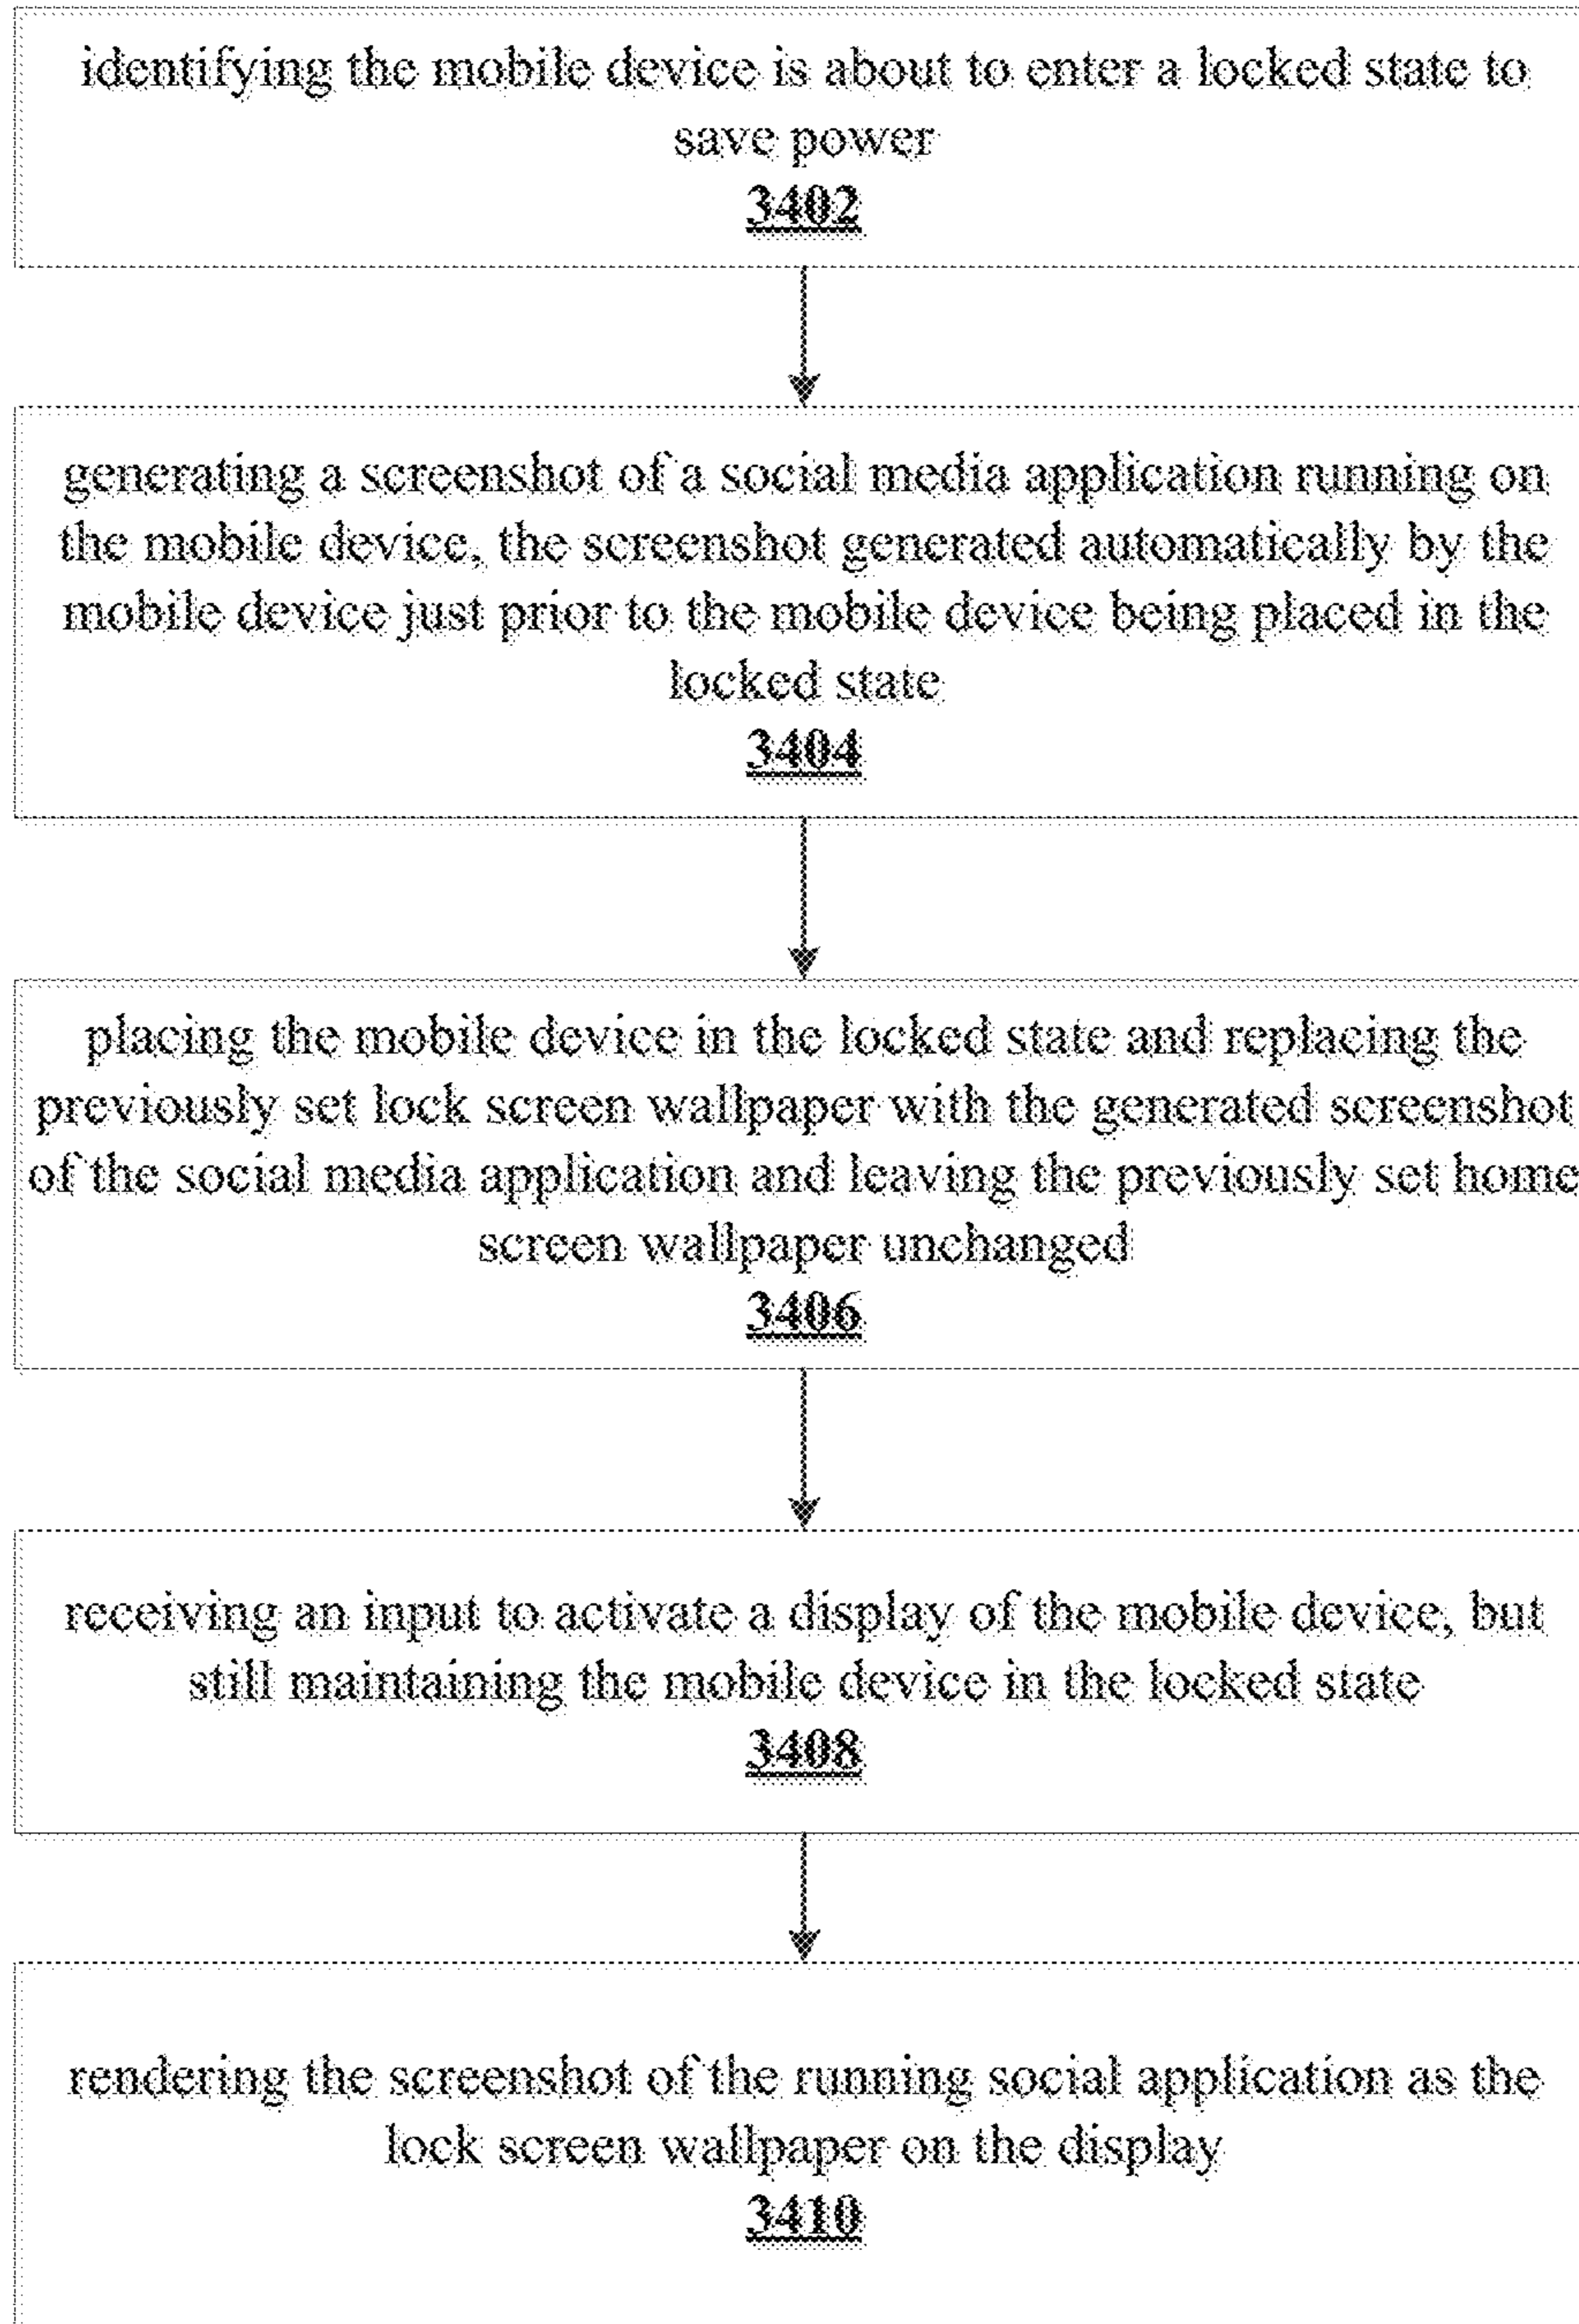 identifying the mobile device is about to enter a locked state to
save power
3402
generating a screenshot of a social media application running on
the mobile device, the screenshot generated automatically by the
mobile device just prior to the mobile device being placed in the
locked state
3404
placing the mobile device in the locked state and replacing the
previously set lock screen wallpaper with the generated screenshot
of the social media application and leaving the previously set home
screen wallpaper unchanged
3406
receiving an input to activate a display of the mobile device, but
still maintaining the mobile device in the locked state
3408
rendering the screenshot of the running social application as the
lock screen wallpaper on the display
3410